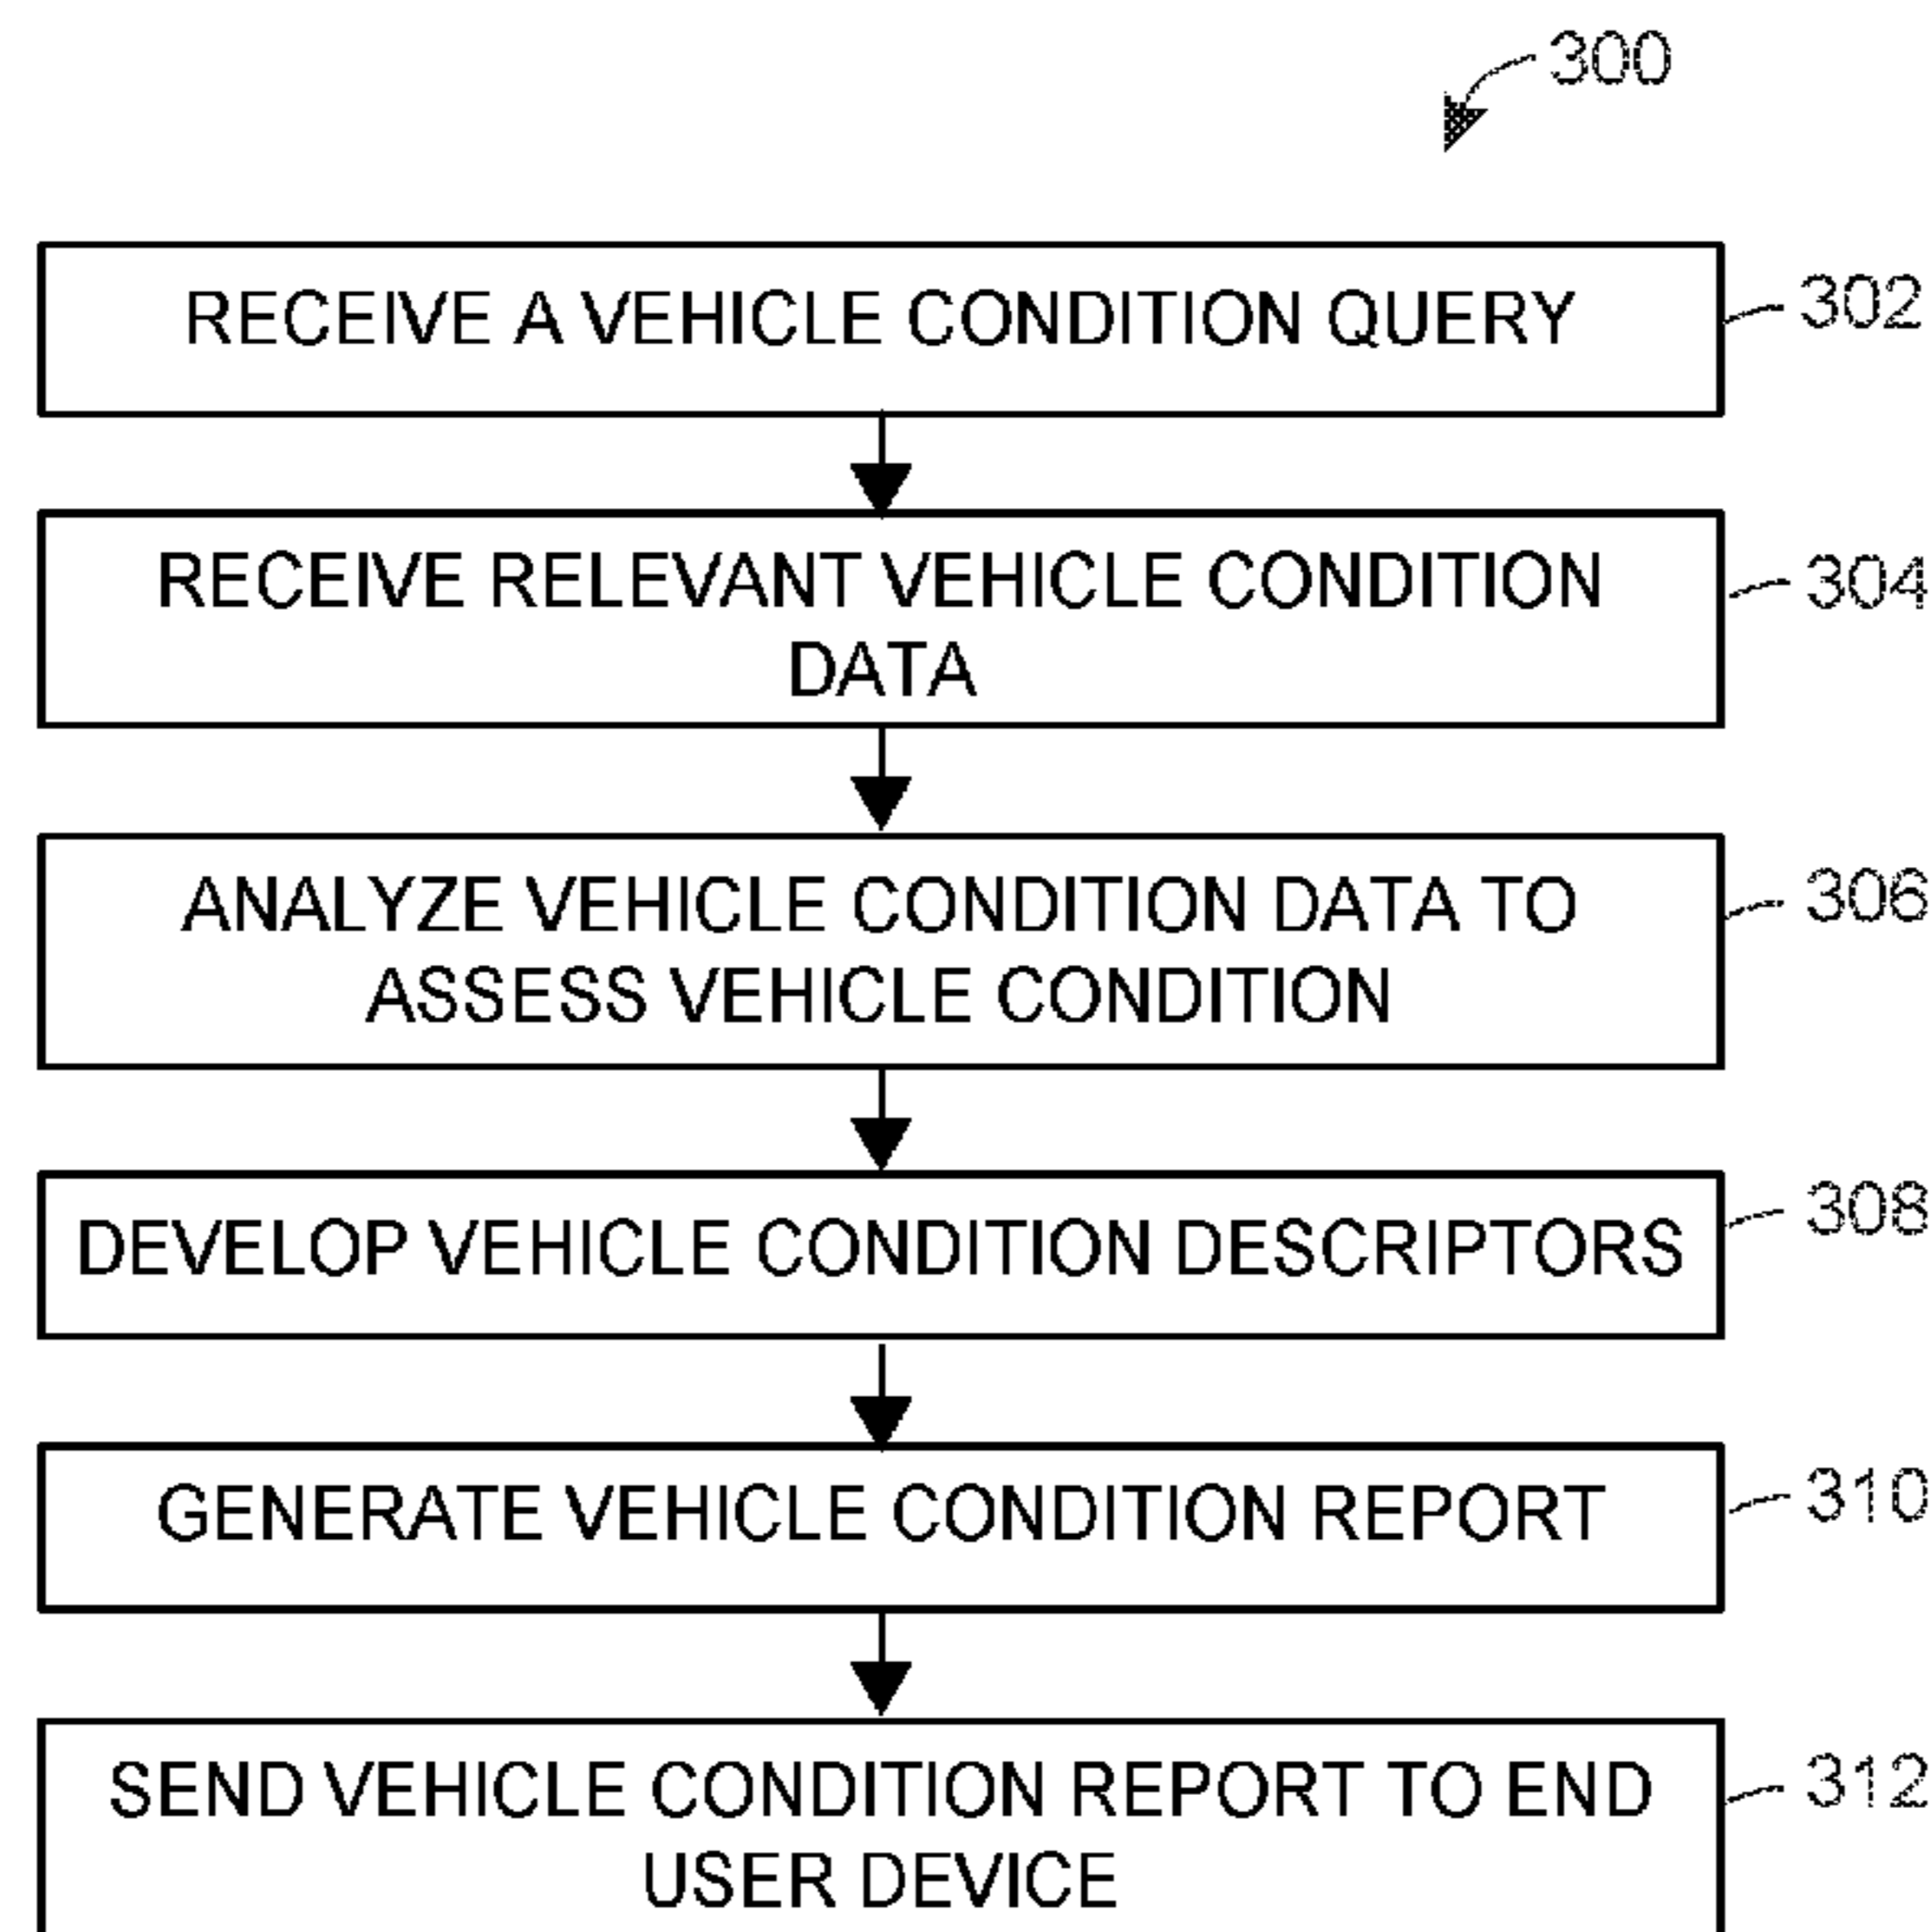 300
RECEIVE A VEHICLE CONDITION QUERY
302
RECEIVE RELEVANT VEHICLE CONDITION
DATA
304
ANALYZE VEHICLE CONDITION DATA TO
ASSESS VEHICLE CONDITION
306
DEVELOP VEHICLE CONDITION DESCRIPTORS
308
GENERATE VEHICLE CONDITION REPORT
310
SEND VEHICLE CONDITION REPORT TO END
USER DEVICE
312